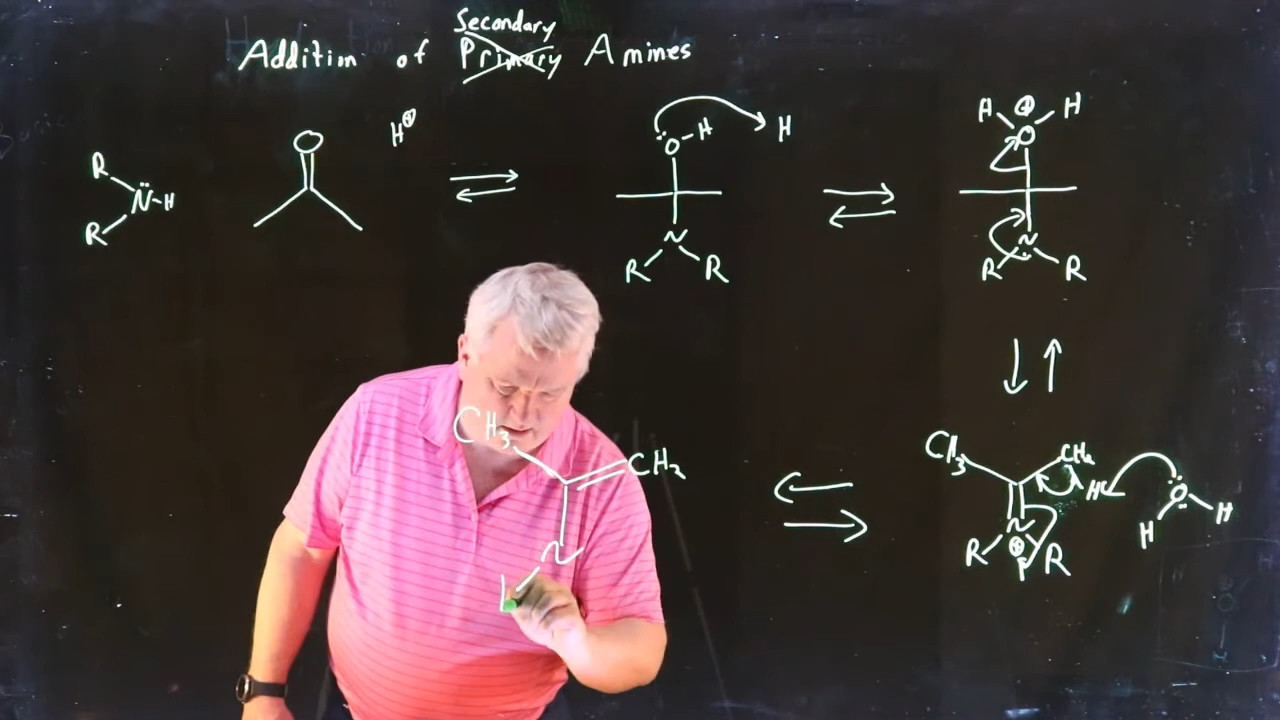 Secondary
Addition of Primary Amines
R
R
N-H
O
H⊕
O-H
H
N
R R
H ⊕ H
O
N
R R
CH3
CH2
N
CH3 CH2
H
O
H H
N
⊕
R R